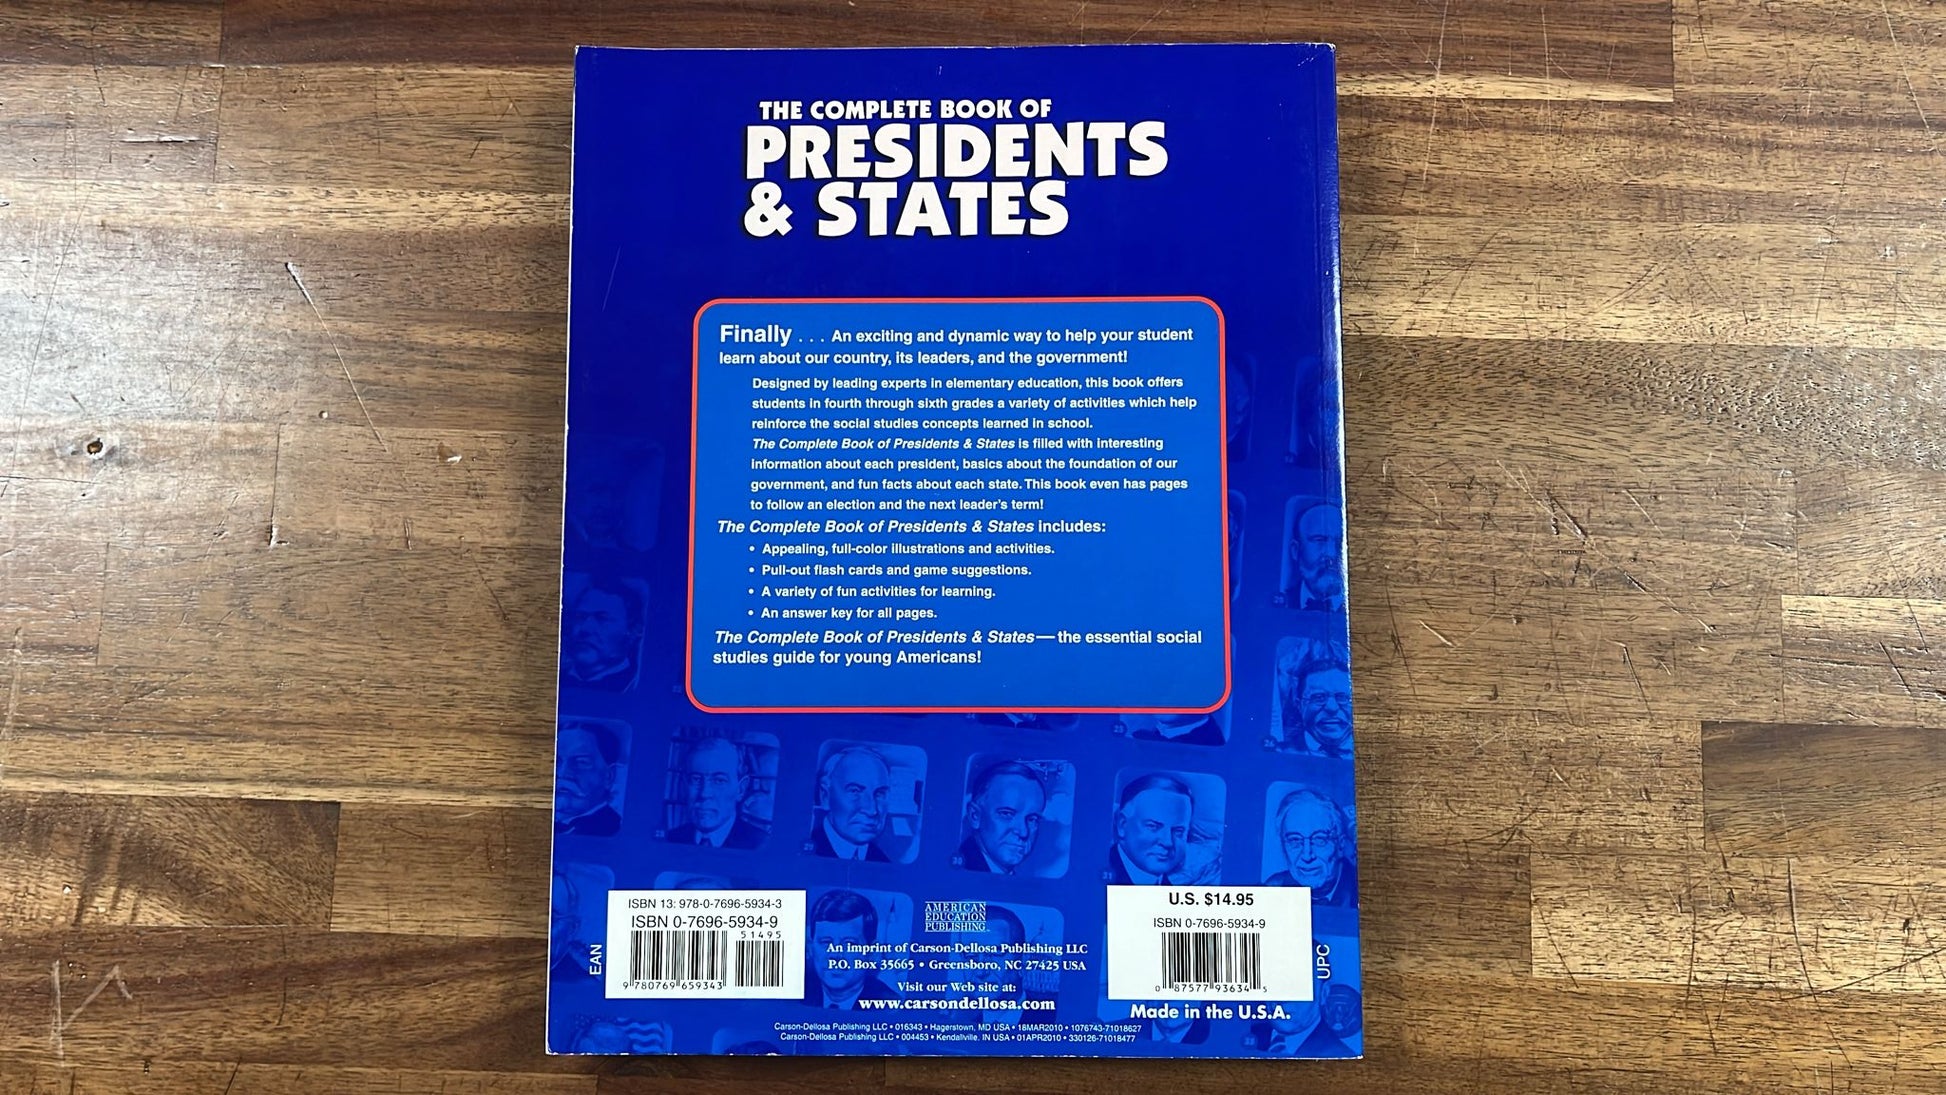 THE COMPLETE BOOK OF
PRESIDENTS
& STATES
Finally . . . An exciting and dynamic way to help your student
learn about our country, its leaders, and the government!
Designed by leading experts in elementary education, this book offers
students in fourth through sixth grades a variety of activities which help
reinforce the social studies concepts learned in school.
The Complete Book of Presidents & States is filled with interesting
information about each president, basics about the foundation of our
government, and fun facts about each state. This book even has pages
to follow an election and the next leader's term!
The Complete Book of Presidents & States includes:
• Appealing, full-color illustrations and activities.
• Pull-out flash cards and game suggestions.
• A variety of fun activities for learning.
• An answer key for all pages.
The Complete Book of Presidents & States—the essential social
studies guide for young Americans!
28
29
30
31
26
25
ISBN 13: 978-0-7696-5934-3
ISBN 0-7696-5934-9
51495
EAN
9 780769 659343
AMERICAN
EDUCATION
PUBLISHING
An imprint of Carson-Dellosa Publishing LLC
P.O. Box 35665 • Greensboro, NC 27425 USA
Visit our Web site at:
www.carsondellosa.com
U.S. $14.95
ISBN 0-7696-5934-9
0 87577 93634 5
UPC
Made in the U.S.A.
Carson-Dellosa Publishing LLC • 016343 • Hagerstown, MD USA • 18MAR2010 • 1076743-71018627
Carson-Dellosa Publishing LLC • 004453 • Kendallville, IN USA • 01APR2010 • 330126-71018477